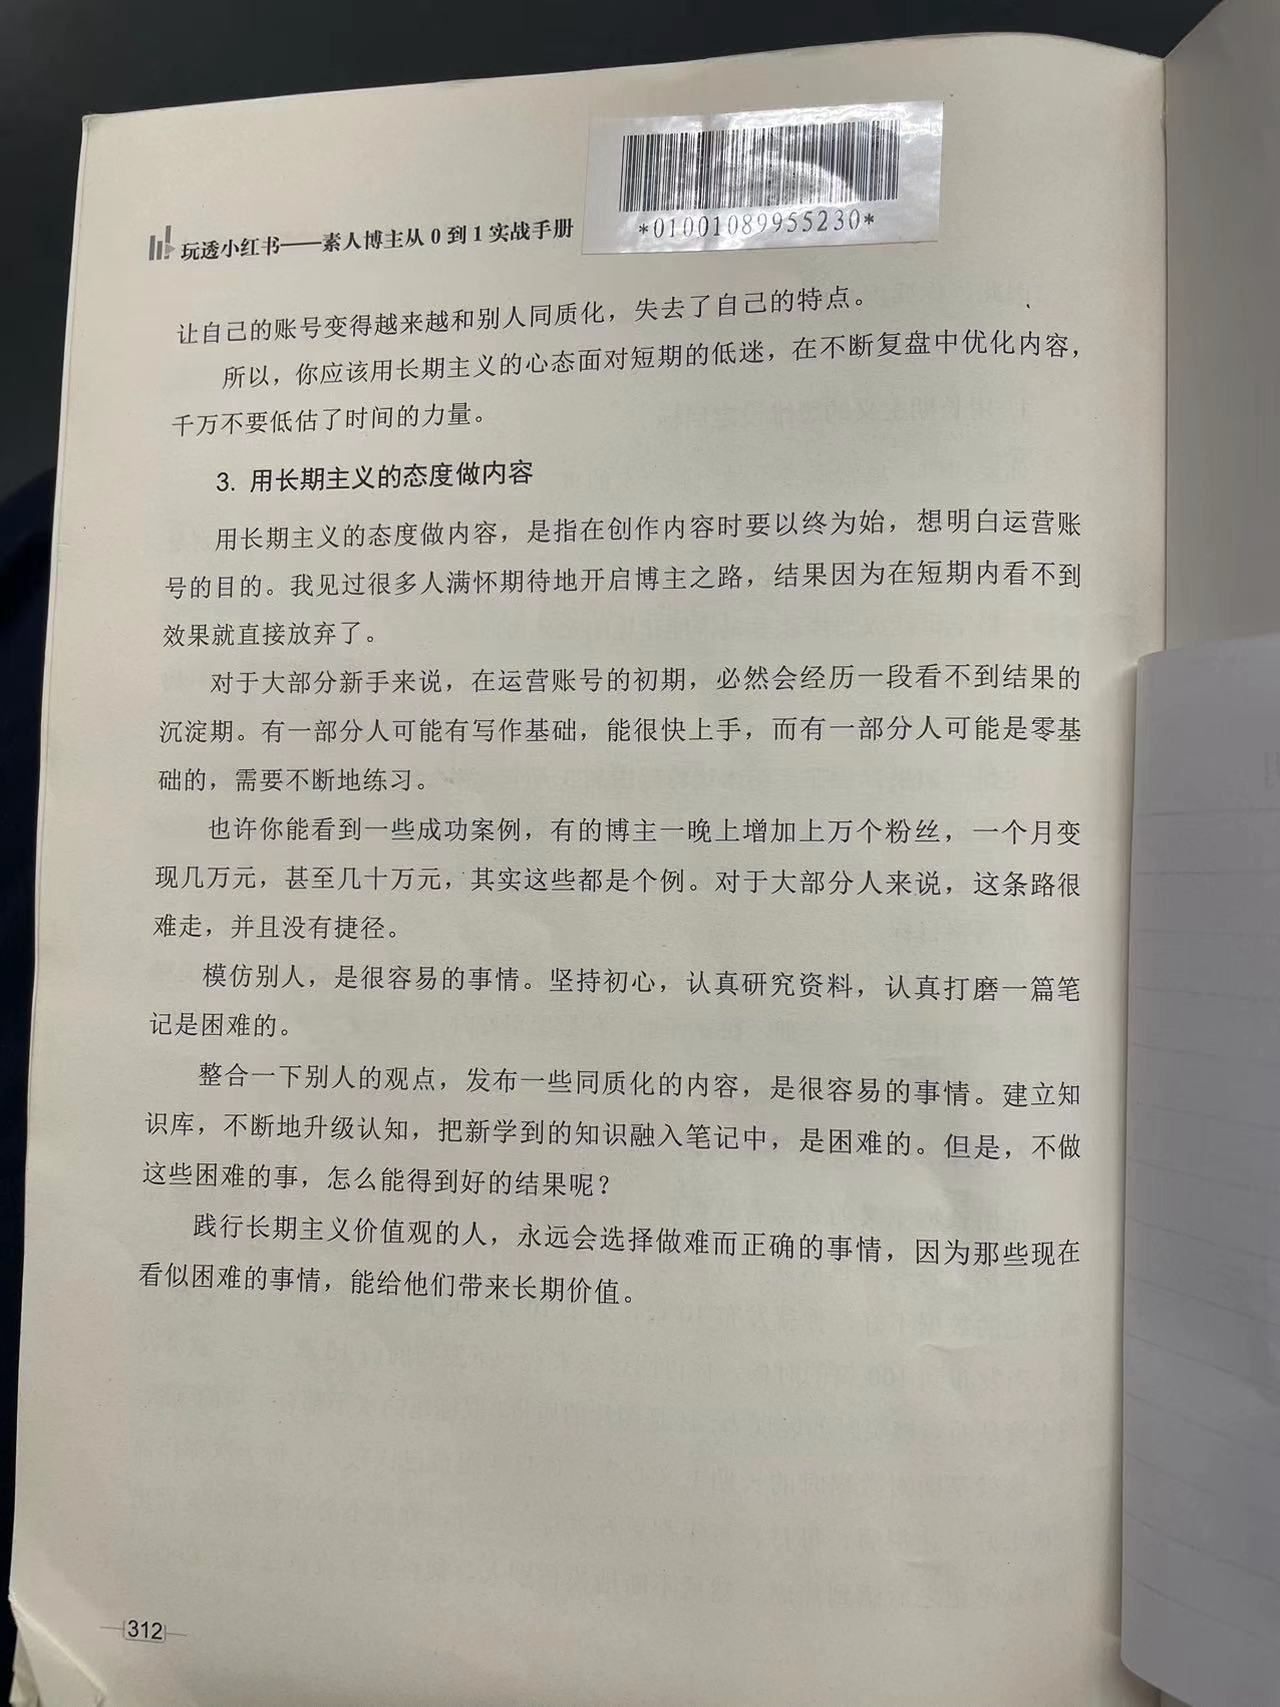 *01001089955230*
玩透小红书——素人博主从 0 到 1 实战手册
让自己的账号变得越来越和别人同质化，失去了自己的特点。
所以，你应该用长期主义的心态面对短期的低迷，在不断复盘中优化内容，
千万不要低估了时间的力量。
3. 用长期主义的态度做内容
用长期主义的态度做内容，是指在创作内容时要以终为始，想明白运营账
号的目的。我见过很多人满怀期待地开启博主之路，结果因为在短期内看不到
效果就直接放弃了。
对于大部分新手来说，在运营账号的初期，必然会经历一段看不到结果的
沉淀期。有一部分人可能有写作基础，能很快上手，而有一部分人可能是零基
础的，需要不断地练习。
也许你能看到一些成功案例，有的博主一晚上增加上万个粉丝，一个月变
现几万元，甚至几十万元，其实这些都是个例。对于大部分人来说，这条路很
难走，并且没有捷径。
模仿别人，是很容易的事情。坚持初心，认真研究资料，认真打磨一篇笔
记是困难的。
整合一下别人的观点，发布一些同质化的内容，是很容易的事情。建立知
识库，不断地升级认知，把新学到的知识融入笔记中，是困难的。但是，不做
这些困难的事，怎么能得到好的结果呢？
践行长期主义价值观的人，永远会选择做难而正确的事情，因为那些现在
看似困难的事情，能给他们带来长期价值。
312